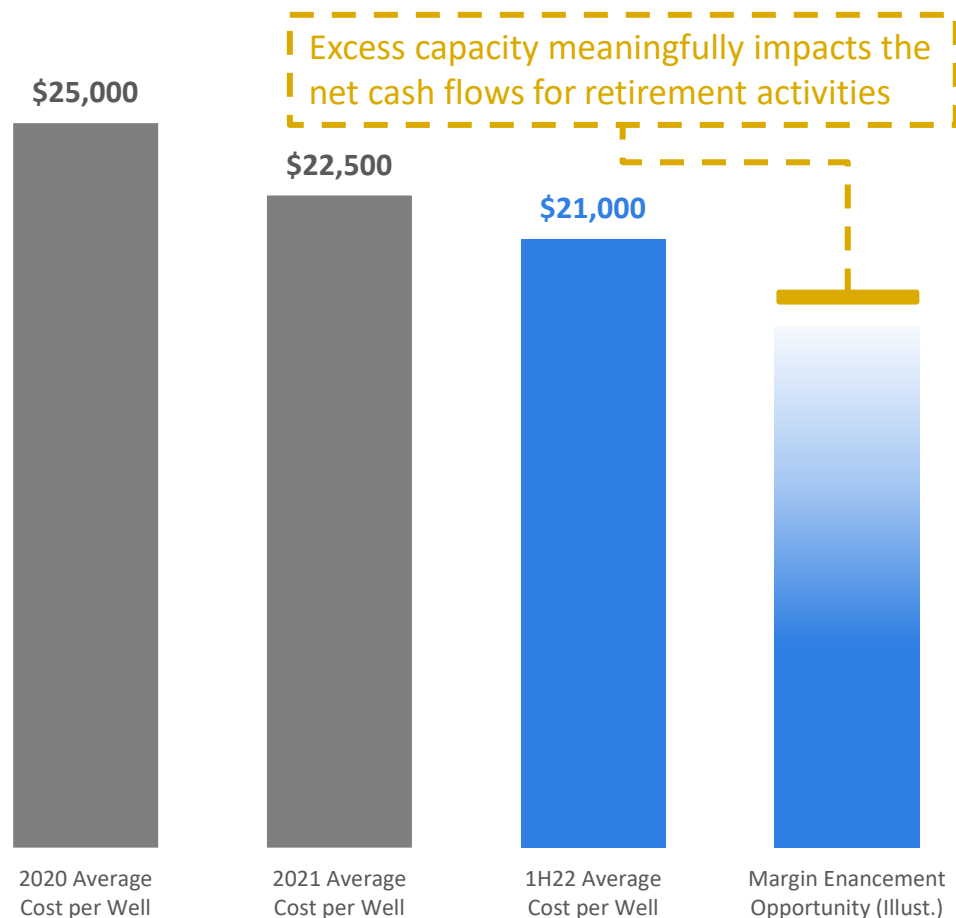 Excess capacity meaningfully impacts the
net cash flows for retirement activities
$25,000
$22,500
$21,000
2020 Average
Cost per Well
2021 Average
Cost per Well
1H22 Average
Cost per Well
Margin Enancement
Opportunity (Illust.)